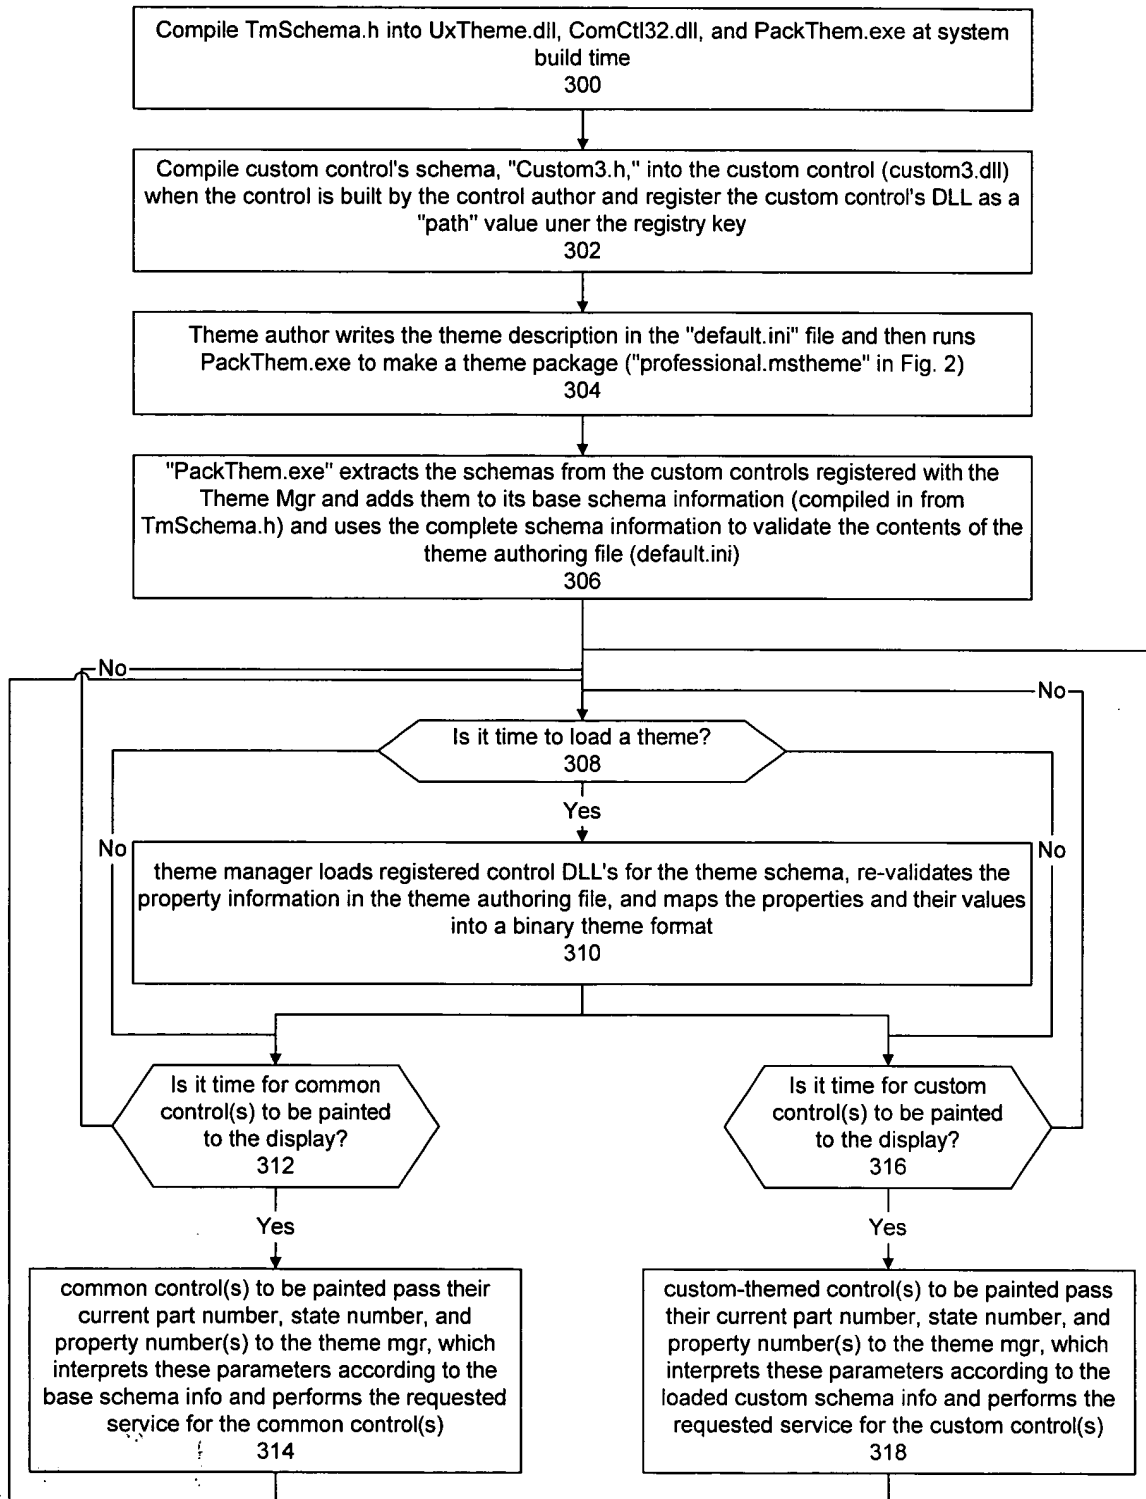 Compile TmSchema.h into UxTheme.dll, ComCtl32.dll, and PackThem.exe at system
build time
300
Compile custom control's schema, "Custom3.h," into the custom control (custom3.dll)
when the control is built by the control author and register the custom control's DLL as a
"path" value uner the registry key
302
Theme author writes the theme description in the "default.ini" file and then runs
PackThem.exe to make a theme package ("professional.mstheme" in Fig. 2)
304
"PackThem.exe" extracts the schemas from the custom controls registered with the
Theme Mgr and adds them to its base schema information (compiled in from
TmSchema.h) and uses the complete schema information to validate the contents of the
theme authoring file (default.ini)
306
No
No
Is it time to load a theme?
308
Yes
No
No
theme manager loads registered control DLL's for the theme schema, re-validates the
property information in the theme authoring file, and maps the properties and their values
into a binary theme format
310
Is it time for common
control(s) to be painted
to the display?
312
Is it time for custom
control(s) to be painted
to the display?
316
Yes
Yes
common control(s) to be painted pass their
current part number, state number, and
property number(s) to the theme mgr, which
interprets these parameters according to the
base schema info and performs the requested
service for the common control(s)
314
custom-themed control(s) to be painted pass
their current part number, state number, and
property number(s) to the theme mgr, which
interprets these parameters according to the
loaded custom schema info and performs the
requested service for the custom control(s)
318